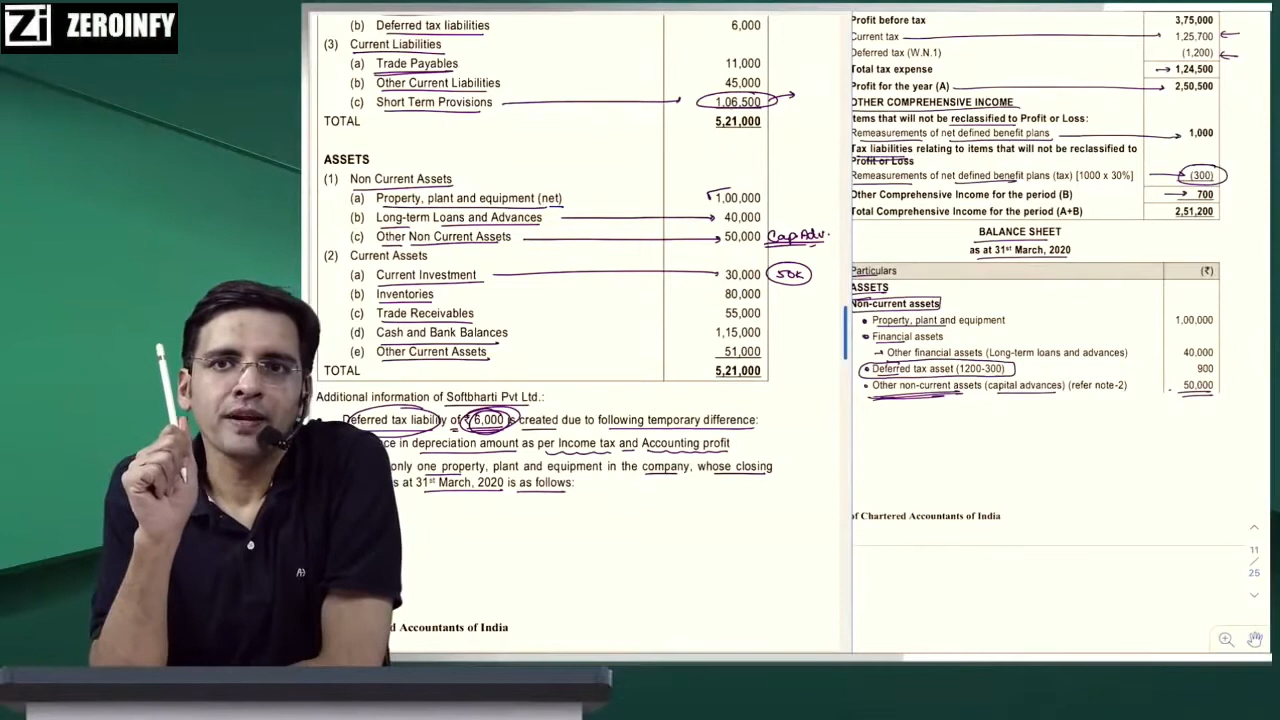 Zi ZEROINFY
(b) Deferred tax liabilities 6,000
(3) Current Liabilities
(a) Trade Payables 11,000
(b) Other Current Liabilities 45,000
(c) Short Term Provisions 1,06,500
TOTAL 5,21,000
ASSETS
(1) Non Current Assets
(a) Property, plant and equipment (net) 1,00,000
(b) Long-term Loans and Advances 40,000
(c) Other Non Current Assets 50,000 Cap Adv.
(2) Current Assets
(a) Current Investment 30,000 50K
(b) Inventories 80,000
(c) Trade Receivables 55,000
(d) Cash and Bank Balances 1,15,000
(e) Other Current Assets 51,000
TOTAL 5,21,000
Additional information of Softbharti Pvt Ltd.:
Deferred tax liability of ₹ 6,000 is created due to following temporary difference:
ce in depreciation amount as per Income tax and Accounting profit
only one property, plant and equipment in the company, whose closing
s at 31st March, 2020 is as follows:
d Accountants of India
Profit before tax 3,75,000
Current tax 1,25,700
Deferred tax (W.N.1) (1,200)
Total tax expense 1,24,500
Profit for the year (A) 2,50,500
OTHER COMPREHENSIVE INCOME
Items that will not be reclassified to Profit or Loss:
Remeasurements of net defined benefit plans 1,000
Tax liabilities relating to items that will not be reclassified to
Profit or Loss
Remeasurements of net defined benefit plans (tax) [1000 x 30%] (300)
Other Comprehensive Income for the period (B) 700
Total Comprehensive Income for the period (A+B) 2,51,200
BALANCE SHEET
as at 31st March, 2020
Particulars (₹)
ASSETS
Non-current assets
• Property, plant and equipment 1,00,000
• Financial assets
Other financial assets (Long-term loans and advances) 40,000
• Deferred tax asset (1200-300) 900
• Other non-current assets (capital advances) (refer note-2) 50,000
of Chartered Accountants of India
11
/
25